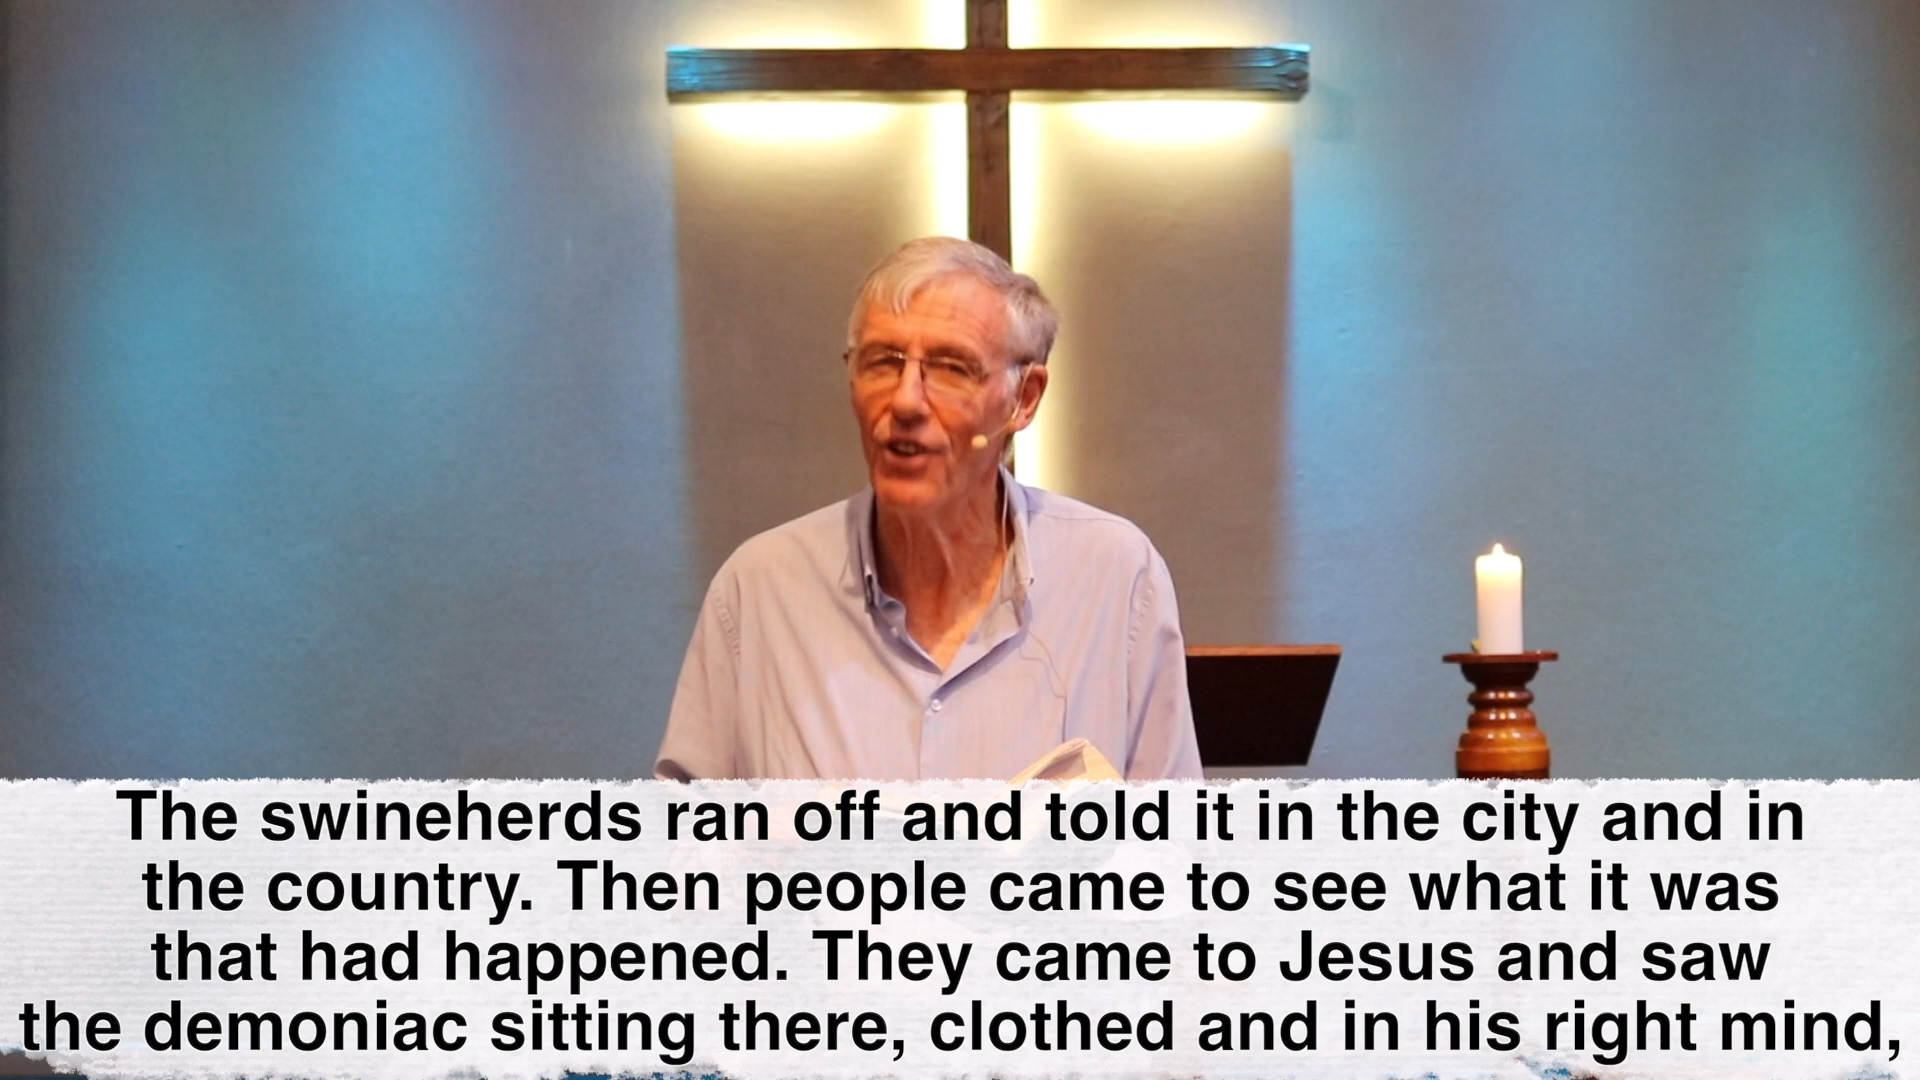 The swineherds ran off and told it in the city and in
the country. Then people came to see what it was
that had happened. They came to Jesus and saw
the demoniac sitting there, clothed and in his right mind,